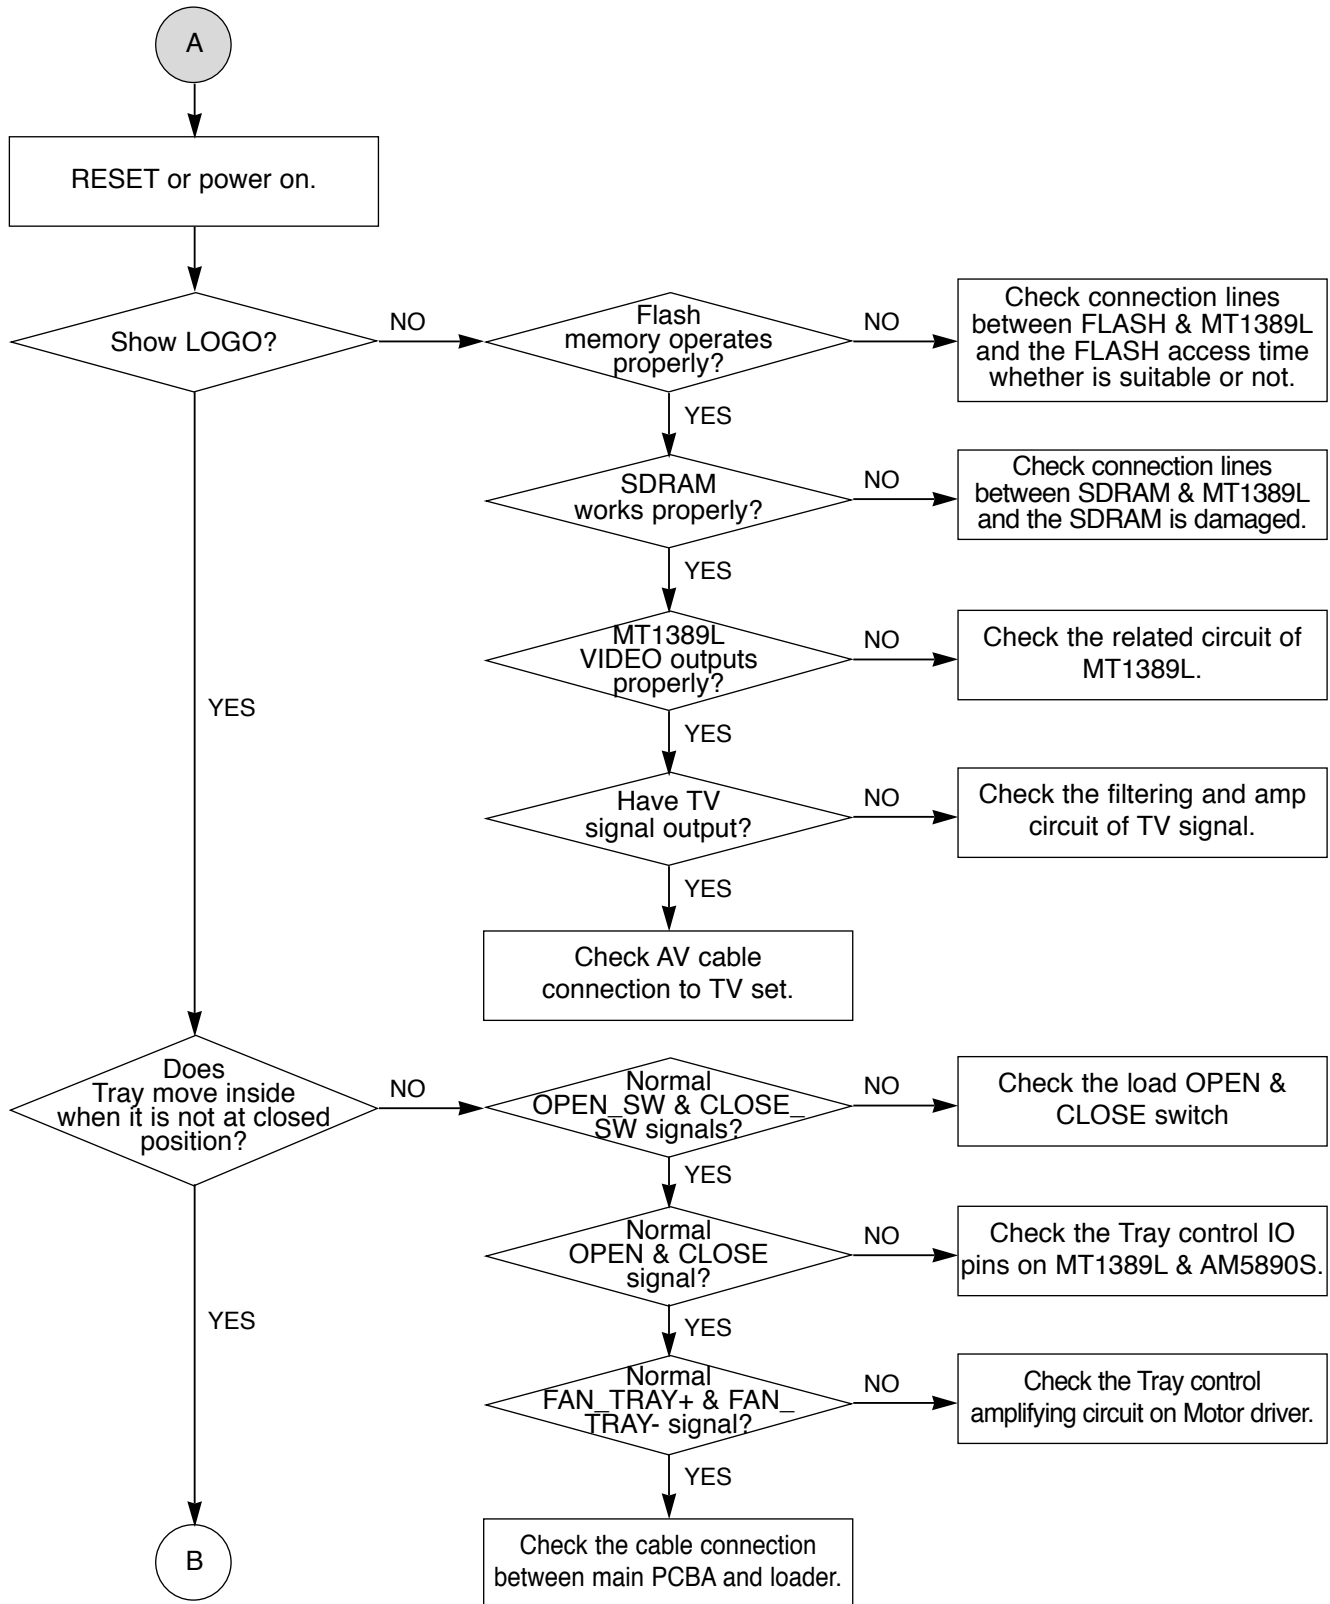 A
RESET or power on.
Show LOGO?
NO
Flash
memory operates
properly?
NO
Check connection lines
between FLASH & MT1389L
and the FLASH access time
whether is suitable or not.
YES
SDRAM
works properly?
NO
Check connection lines
between SDRAM & MT1389L
and the SDRAM is damaged.
YES
MT1389L
VIDEO outputs
properly?
NO
Check the related circuit of
MT1389L.
YES
YES
Have TV
signal output?
NO
Check the filtering and amp
circuit of TV signal.
YES
Check AV cable
connection to TV set.
Does
Tray move inside
when it is not at closed
position?
NO
Normal
OPEN_SW & CLOSE_
SW signals?
NO
Check the load OPEN &
CLOSE switch
YES
Normal
OPEN & CLOSE
signal?
NO
Check the Tray control IO
pins on MT1389L & AM5890S.
YES
YES
Normal
FAN_TRAY+ & FAN_
TRAY- signal?
NO
Check the Tray control
amplifying circuit on Motor driver.
YES
Check the cable connection
between main PCBA and loader.
B